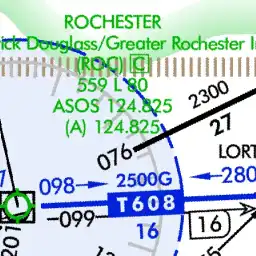 ROCHESTER
ick Douglass/Greater Rochester In
(ROC) C
559 L 80
ASOS 124.825
(A) 124.825
2300
27
076
LORT
098
2500G
280
T608
099
16
16
201